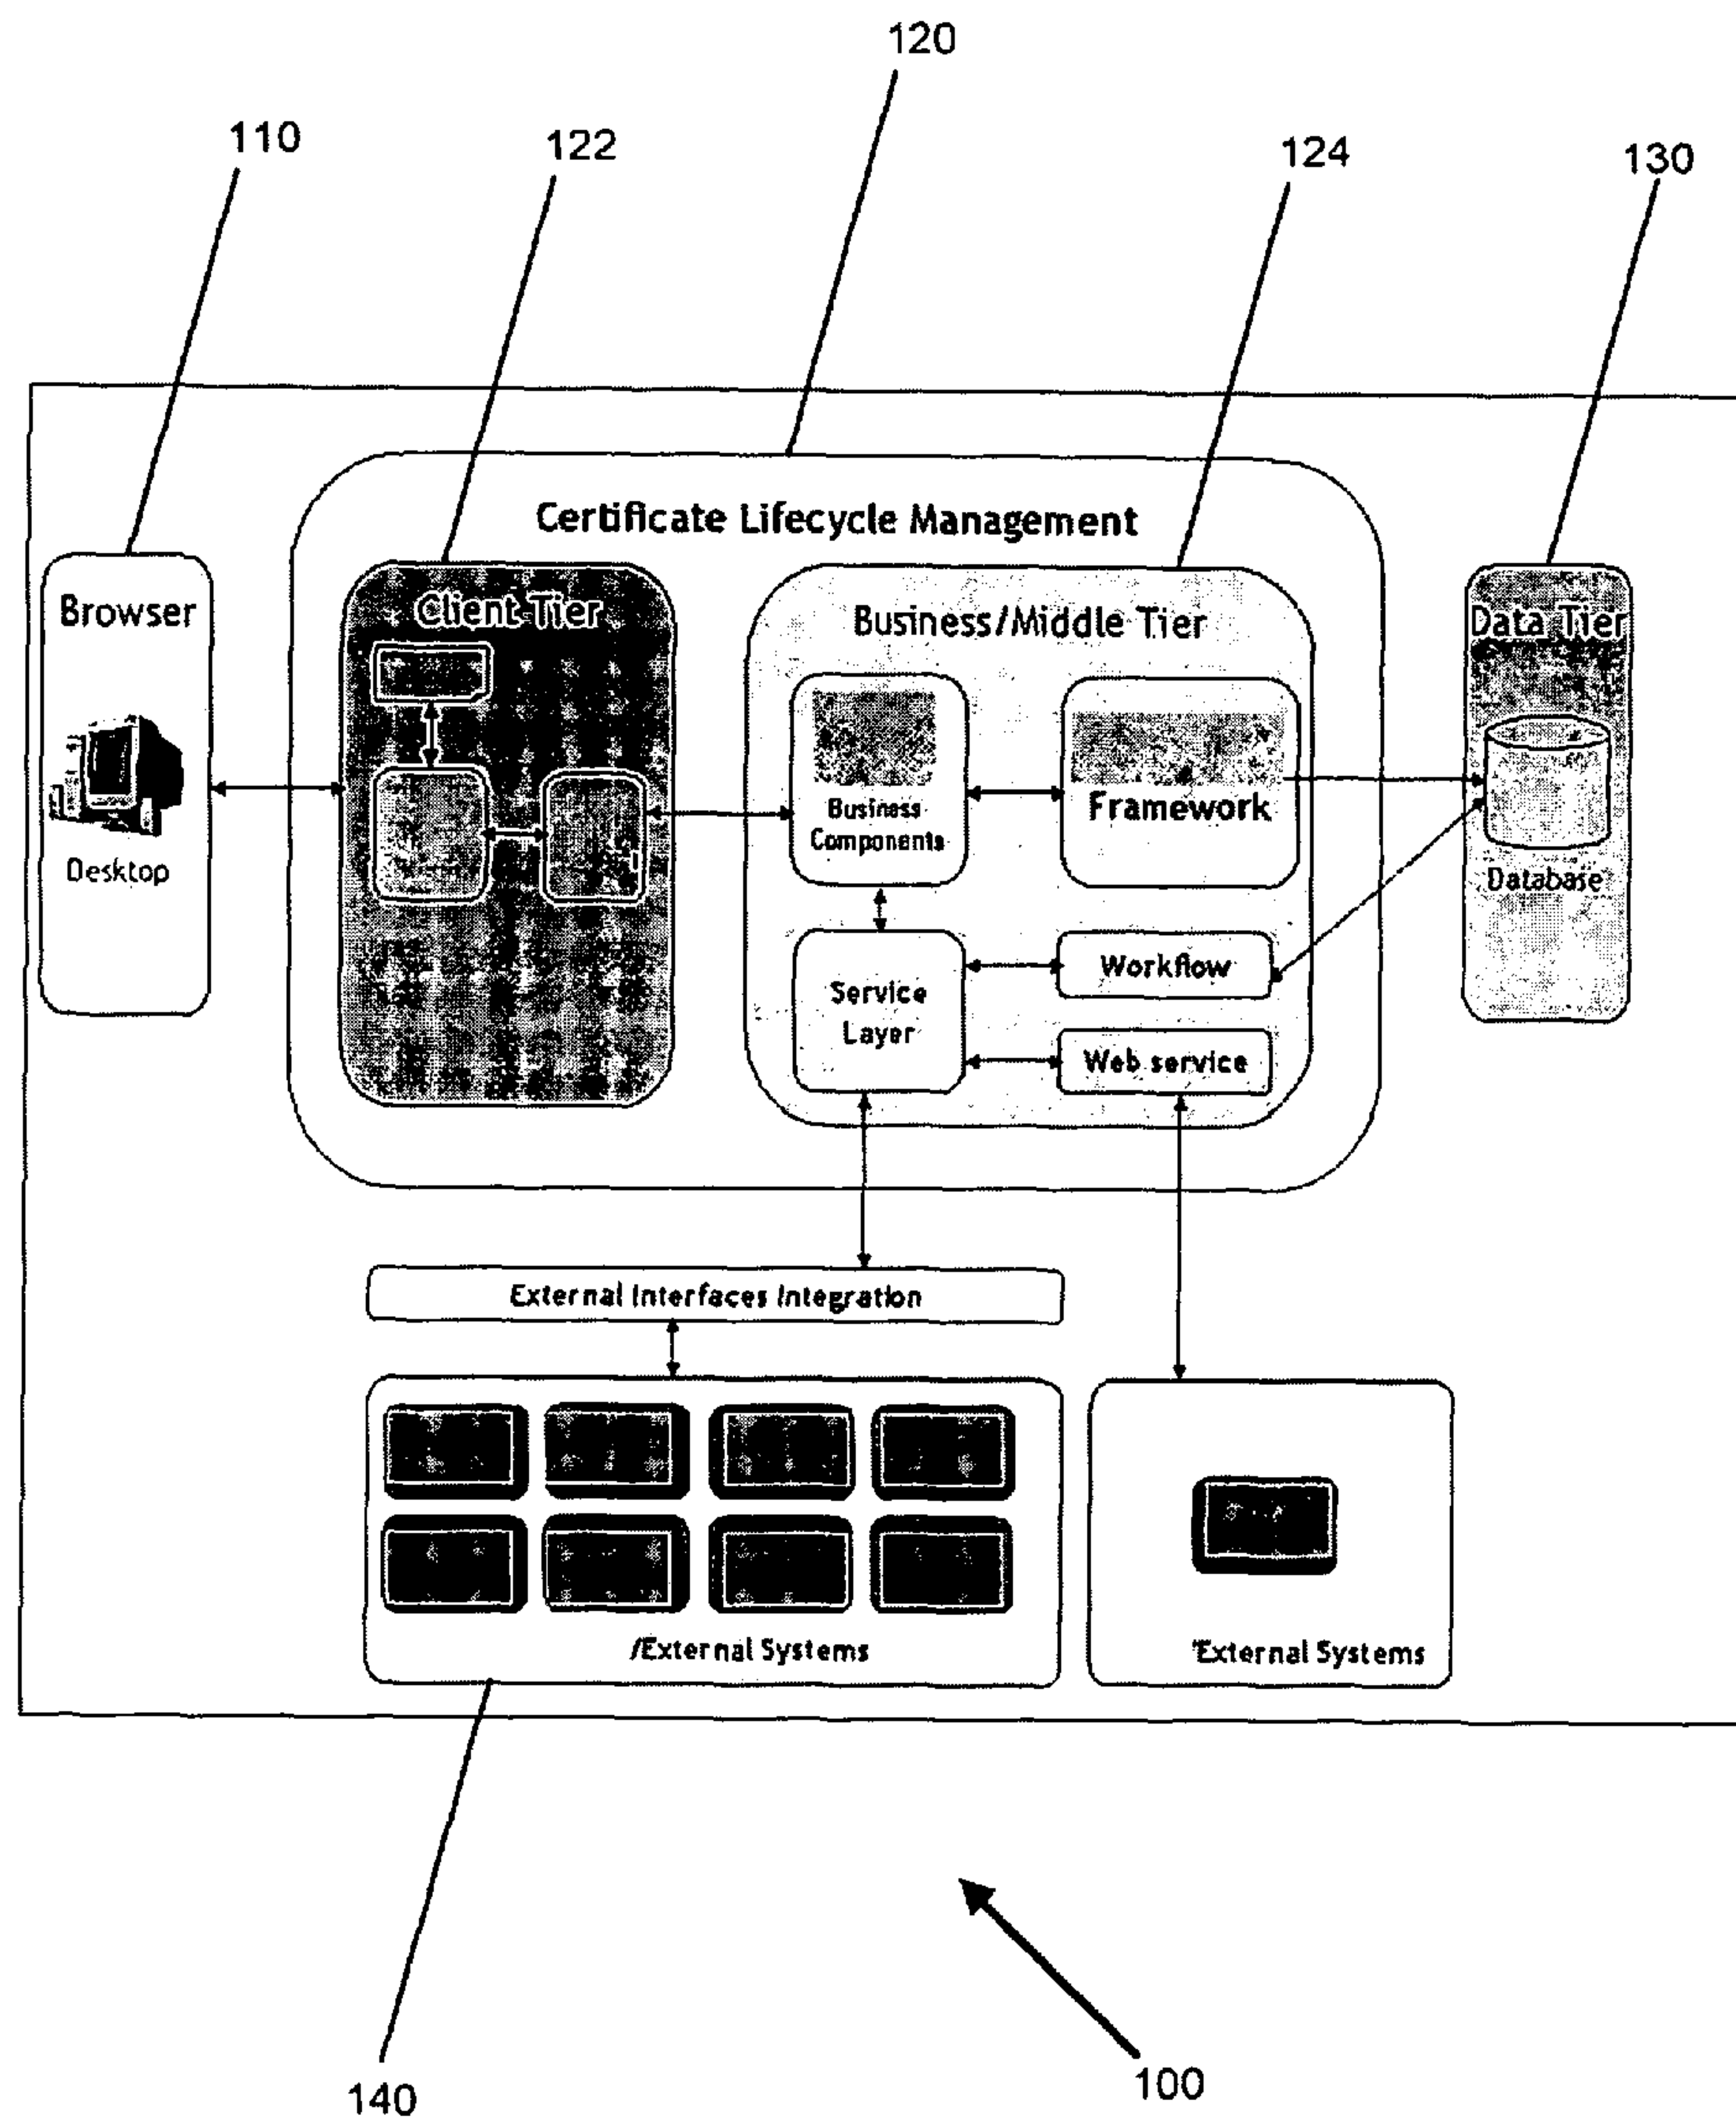 120
110
122
124
130
Certificate Lifecycle Management
Browser
Client Tier
Business/Middle Tier
Data Tier
Business
Components
Framework
Desktop
Database
Workflow
Service
Layer
Web service
External Interfaces Integration
/External Systems
External Systems
100
140